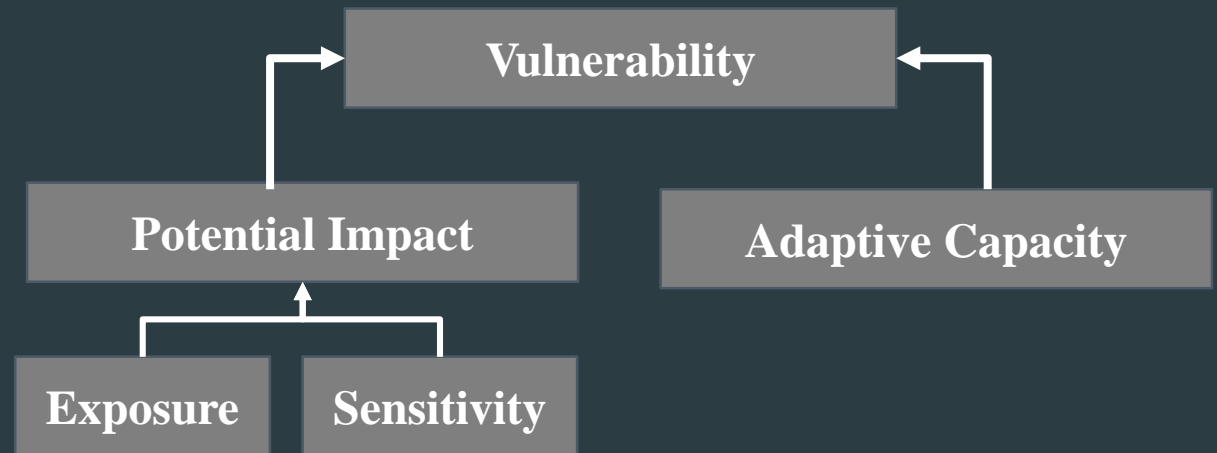 Vulnerability
Potential Impact
Adaptive Capacity
Exposure
Sensitivity